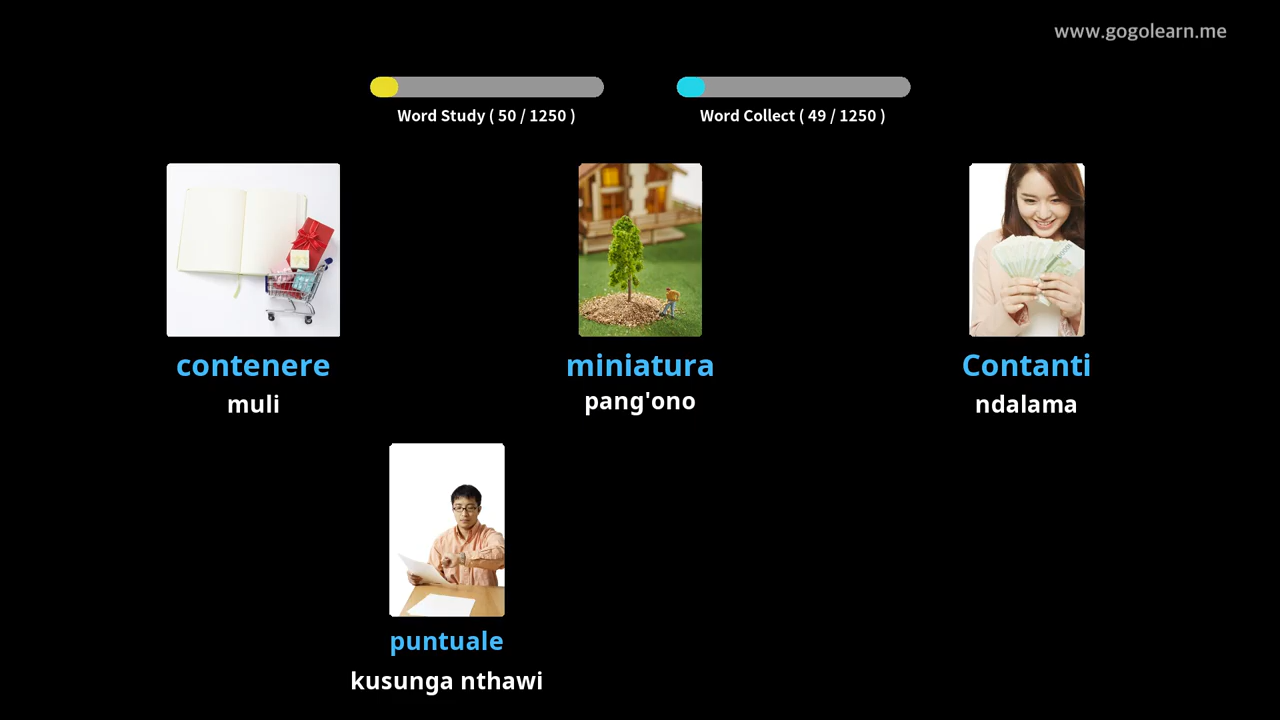 www.gogolearn.me
Word Study ( 50 / 1250 )
Word Collect ( 49 / 1250 )
contenere
muli
miniatura
pang'ono
Contanti
ndalama
puntuale
kusunga nthawi